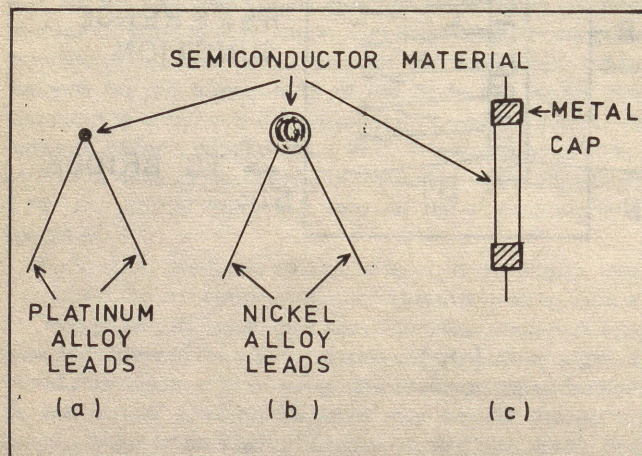 SEMICONDUCTOR MATERIAL
METAL
CAP
PLATINUM
ALLOY
LEADS
NICKEL
ALLOY
LEADS
(a)
(b)
(c)